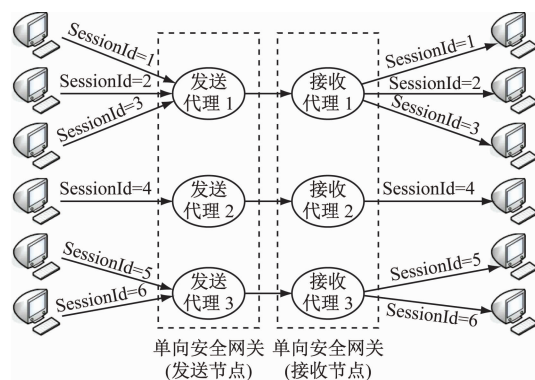 SessionId=1
SessionId=2
SessionId=3
发送
代理 1
接收
代理 1
SessionId=1
SessionId=2
SessionId=3
SessionId=4
发送
代理 2
接收
代理 2
SessionId=4
SessionId=5
SessionId=6
发送
代理 3
接收
代理 3
SessionId=5
SessionId=6
单向安全网关
(发送节点)
单向安全网关
(接收节点)